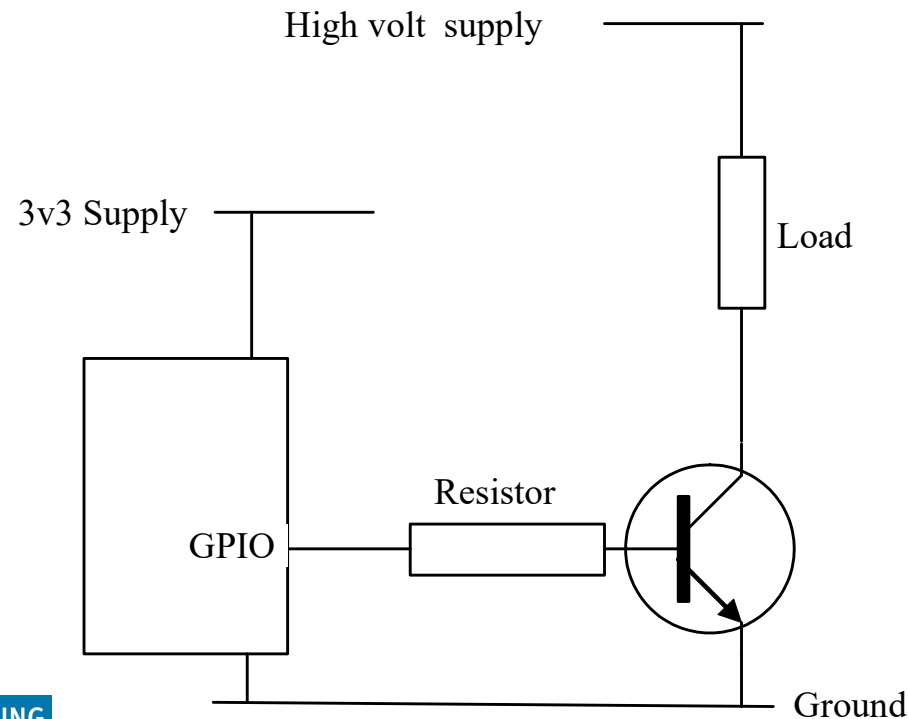 High volt supply
3v3 Supply
Load
Resistor
GPIO
Ground